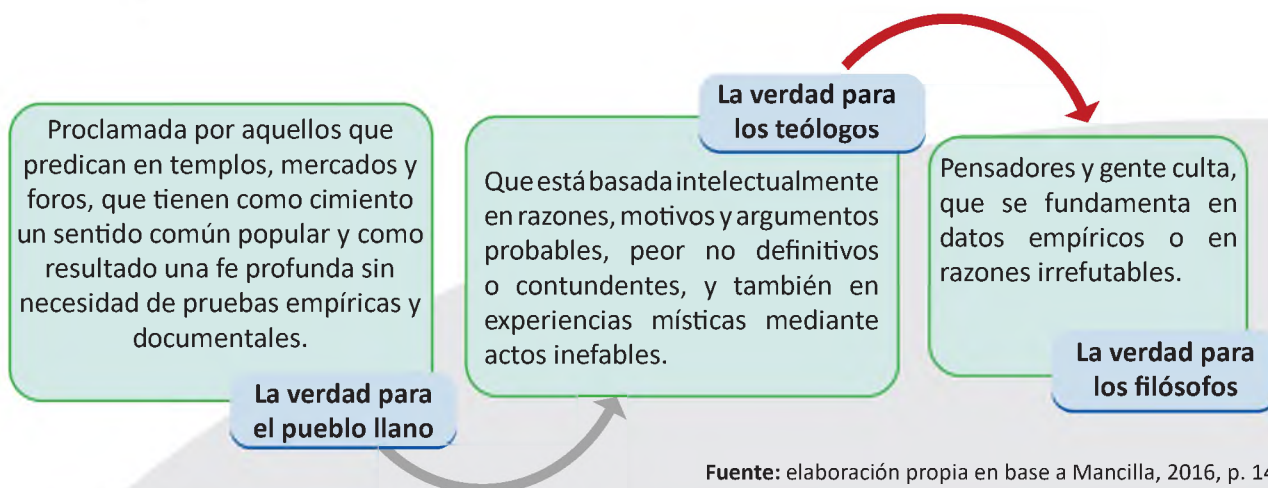 Proclamada por aquellos que
predican en templos, mercados y
foros, que tienen como cimiento
un sentido común popular y como
resultado una fe profunda sin
necesidad de pruebas empíricas y
documentales.
La verdad para
el pueblo llano
La verdad para
los teólogos
Que está basada intelectualmente
en razones, motivos y argumentos
probables, peor no definitivos
o contundentes, y también en
experiencias místicas mediante
actos inefables.
Pensadores y gente culta,
que se fundamenta en
datos empíricos o en
razones irrefutables.
La verdad para
los filósofos
Fuente: elaboración propia en base a Mancilla, 2016, p. 14